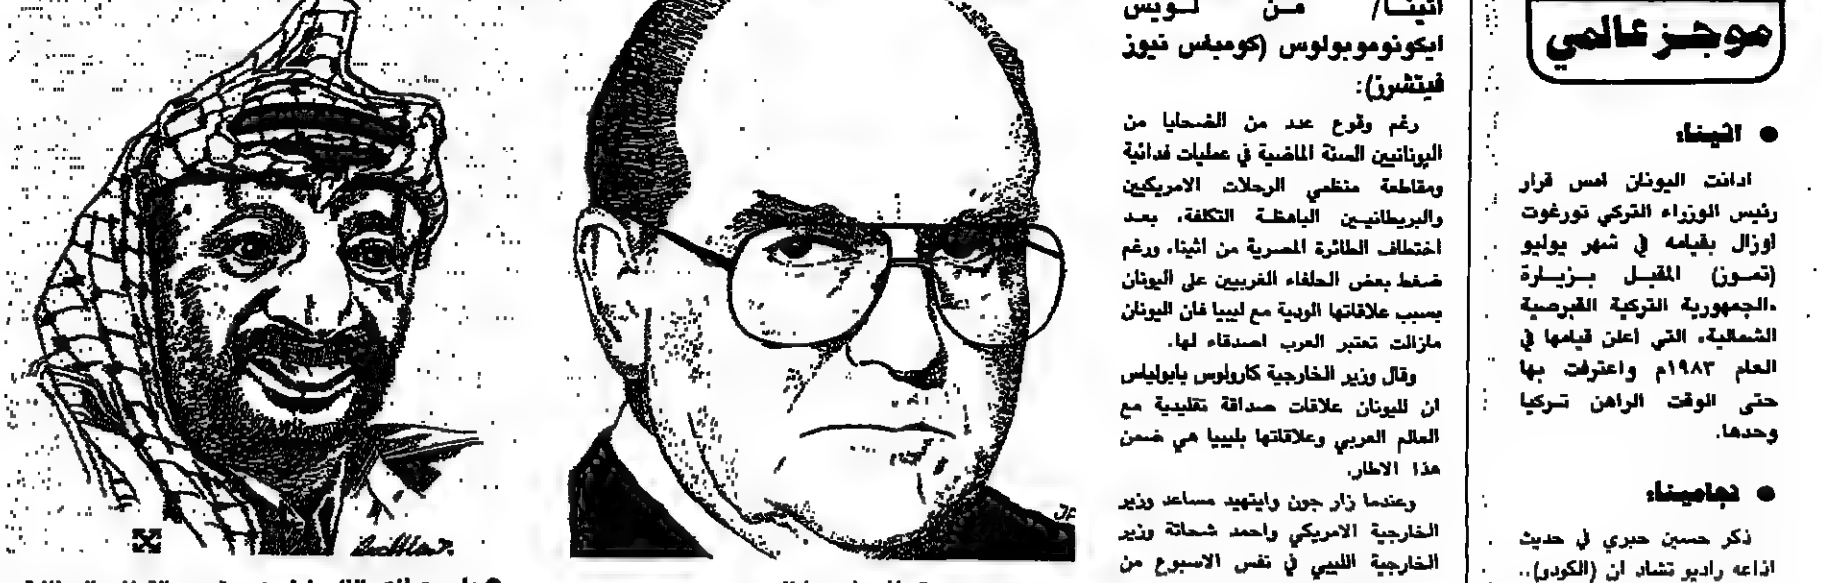 موجز عالمي
● اثينا:
ادانت اليونان امس قرار
رئيس الوزراء التركي تورغوت
اوزال بقيامه في شهر يوليو
(تموز) المقبل بزيارة
«الجمهورية التركية القبرصية
الشمالية» التي أعلن قيامها في
العام ١٩٨٣م واعترفت بها
حتى الوقت الراهن تركيا
وحدها.
● نجامينا:
ذكر حسين حبري في حديث
اذاعه راديو تشاد ان (الكودو)..
اثينا/ من لويس
ايكونوموبولوس (كومباس نيوز
فيتشرز):
رغم وقوع عدد من الضحايا من
اليونانيين السنة الماضية في عمليات فدائية
ومقاطعة منظمي الرحلات الامريكيين
والبريطانيين الباهظة التكلفة، بعد
اختطاف الطائرة المصرية من أثينا، ورغم
ضغط بعض الحلفاء الغربيين على اليونان
بسبب علاقاتها الودية مع ليبيا فان اليونان
مازالت تعتبر العرب اصدقاء لها.
وقال وزير الخارجية كارولوس بابولياس
ان لليونان علاقات صداقة تقليدية مع
العالم العربي وعلاقاتها بليبيا هي ضمن
هذا الاطار.
وعندما زار جون وايتهيد مساعد وزير
الخارجية الامريكي واحمد شحاتة وزير
الخارجية الليبي في نفس الاسبوع من